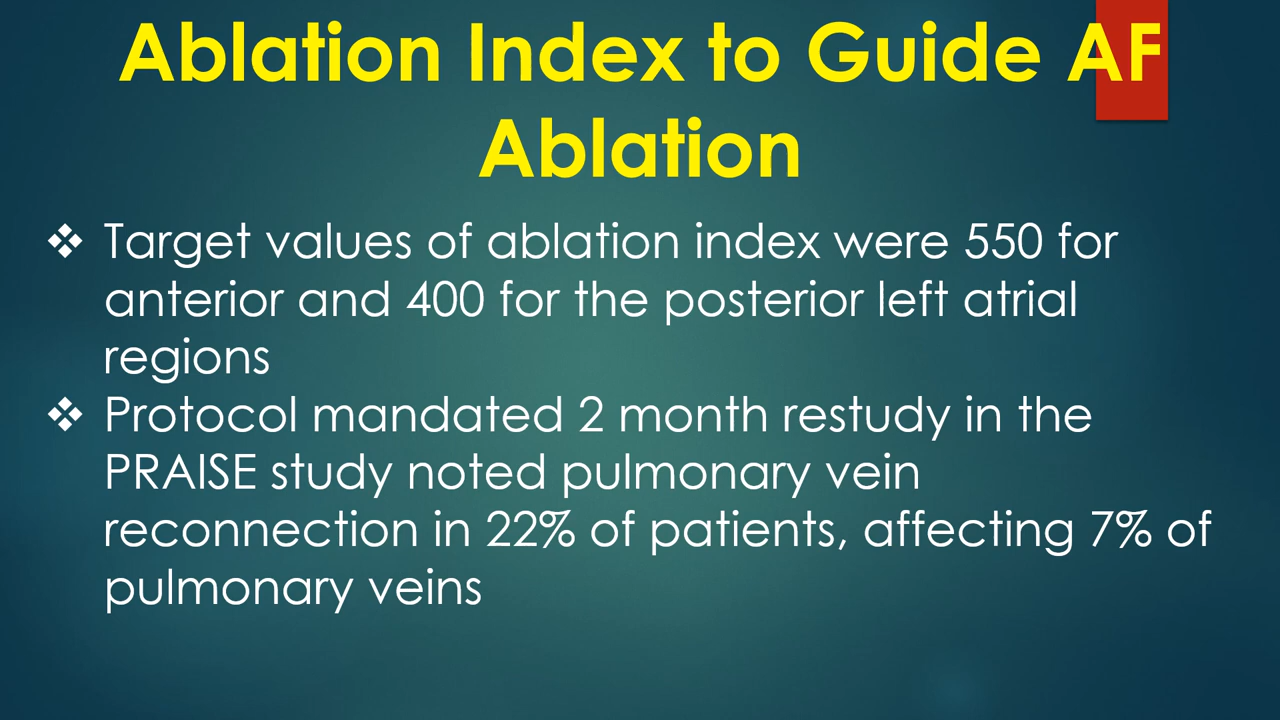 Ablation Index to Guide AF
Ablation
❖ Target values of ablation index were 550 for
anterior and 400 for the posterior left atrial
regions
❖ Protocol mandated 2 month restudy in the
PRAISE study noted pulmonary vein
reconnection in 22% of patients, affecting 7% of
pulmonary veins